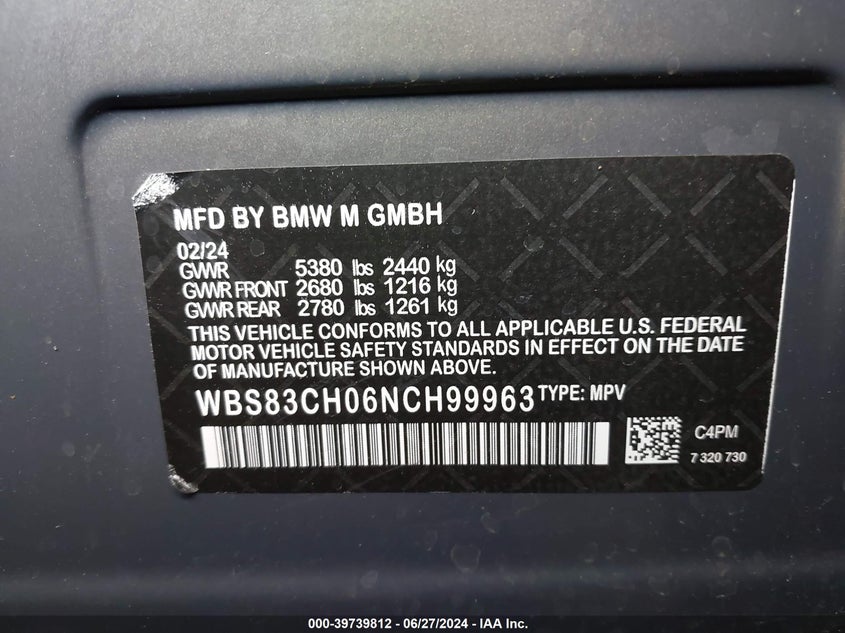 MFD BY BMW M GMBH
02/24
GVWR 5380 lbs 2440 kg
GVWR FRONT 2680 lbs 1216 kg
GVWR REAR 2780 lbs 1261 kg
THIS VEHICLE CONFORMS TO ALL APPLICABLE U.S. FEDERAL
MOTOR VEHICLE SAFETY STANDARDS IN EFFECT ON THE DATE
OF MANUFACTURE SHOWN ABOVE.
WBS83CH06NCH99963 TYPE: MPV
C4PM
7 320 730
000-39739812 - 06/27/2024 - IAA Inc.